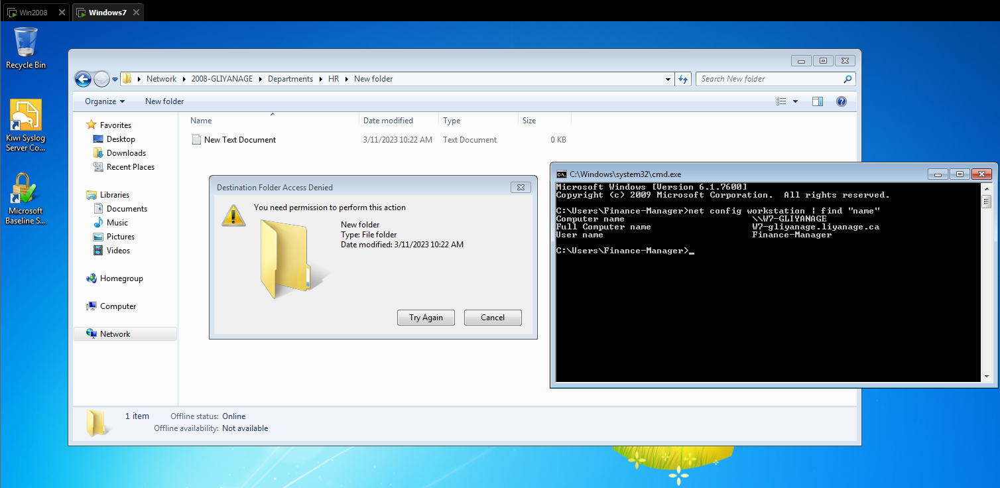 Win2008
Windows7
Recycle Bin
Kiwi Syslog
Server Co...
Microsoft
Baseline S...
Network 2008-GLIYANAGE Departments HR New folder
Search New folder
Organize New folder
Favorites
Desktop
Downloads
Recent Places
Libraries
Documents
Music
Pictures
Videos
Homegroup
Computer
Network
Name Date modified Type Size
New Text Document 3/11/2023 10:22 AM Text Document 0 KB
Destination Folder Access Denied
You need permission to perform this action
New folder
Type: File folder
Date modified: 3/11/2023 10:22 AM
Try Again Cancel
C:\Windows\system32\cmd.exe
Microsoft Windows [Version 6.1.7600]
Copyright (c) 2009 Microsoft Corporation. All rights reserved.
C:\Users\Finance-Manager>net config workstation | find "name"
Computer name \\W7-GLIYANAGE
Full Computer name W7-gliyanage.liyanage.ca
User name Finance-Manager
C:\Users\Finance-Manager>_
1 item Offline status: Online
Offline availability: Not available